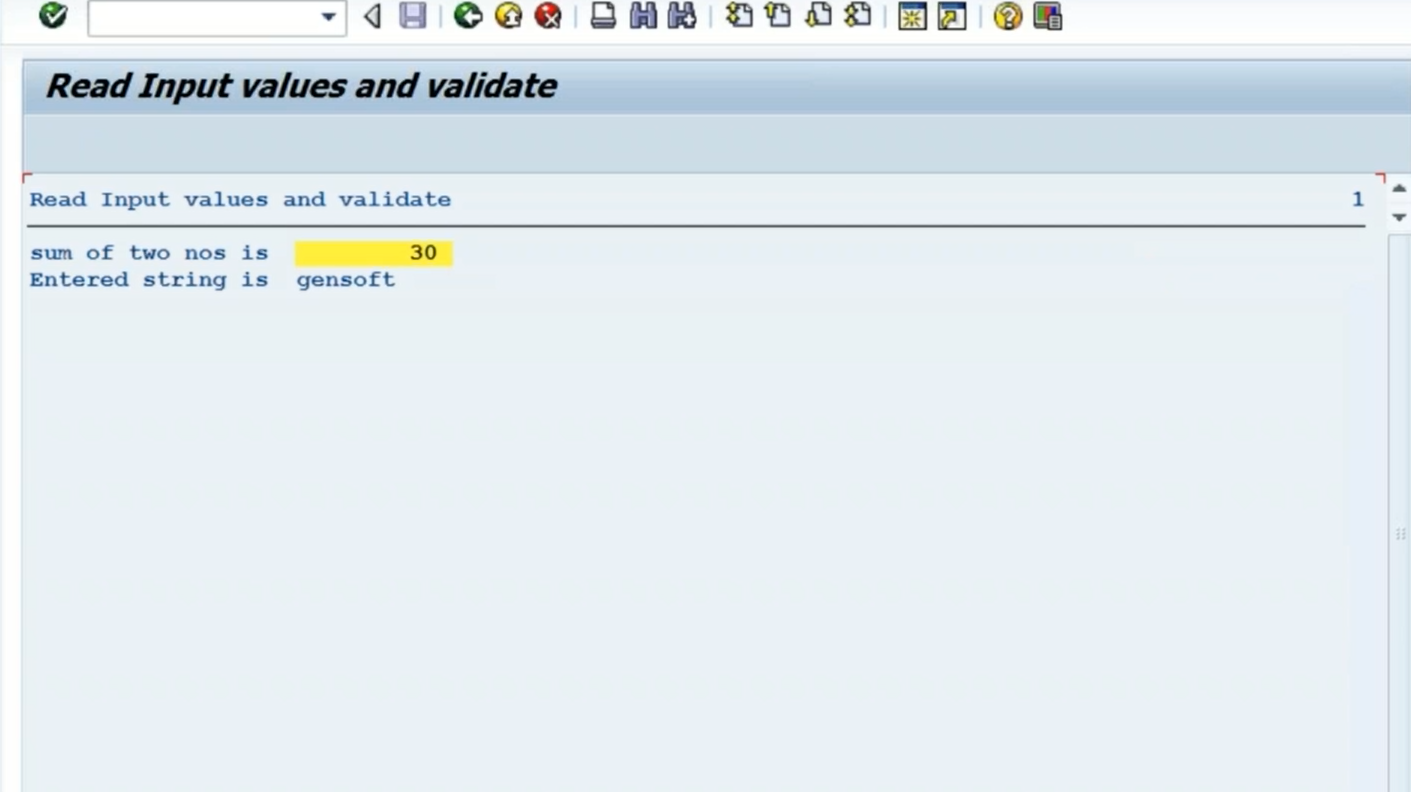 Read Input values and validate
Read Input values and validate 1
sum of two nos is 30
Entered string is gensoft